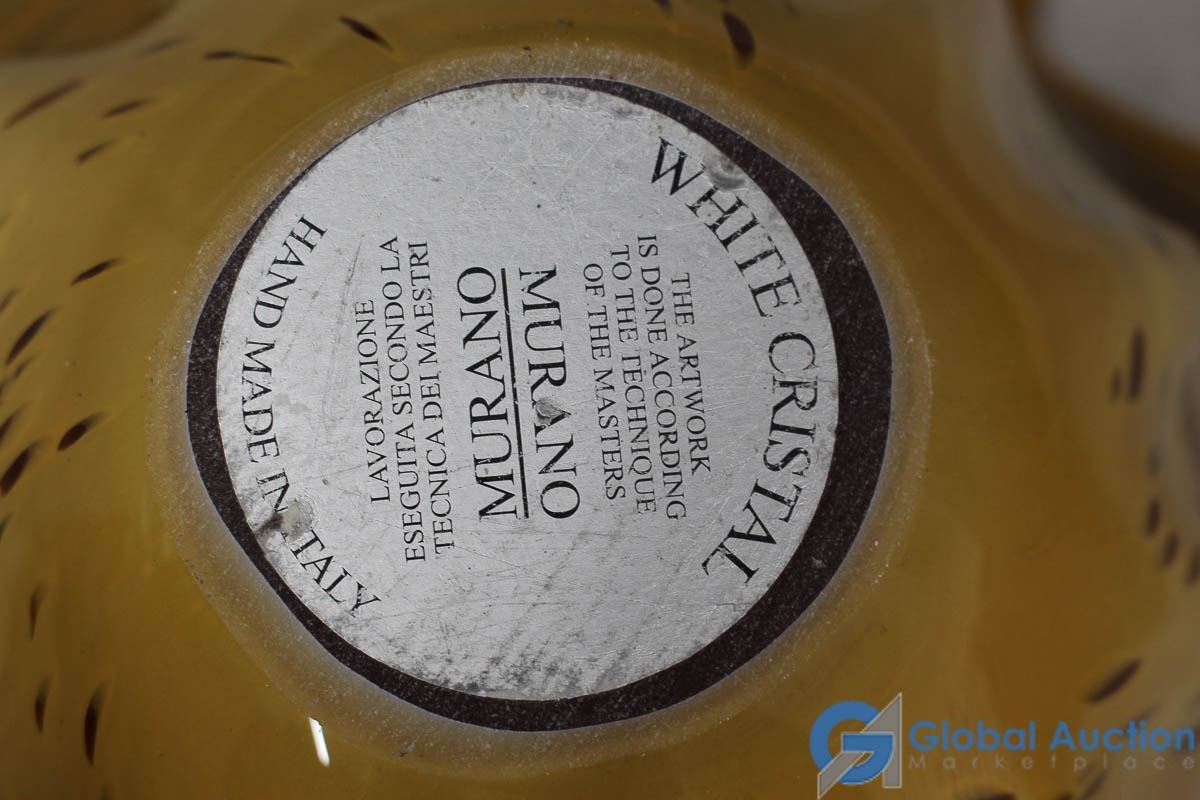 WHITE CRISTAL
THE ARTWORK
IS DONE ACCORDING
TO THE TECHNIQUE
OF THE MASTERS
MURANO
MURANO
LAVORAZIONE
ESEGUITA SECONDO LA
TECNICA DEI MAESTRI
HAND MADE IN ITALY
Global Auction
Marketplace